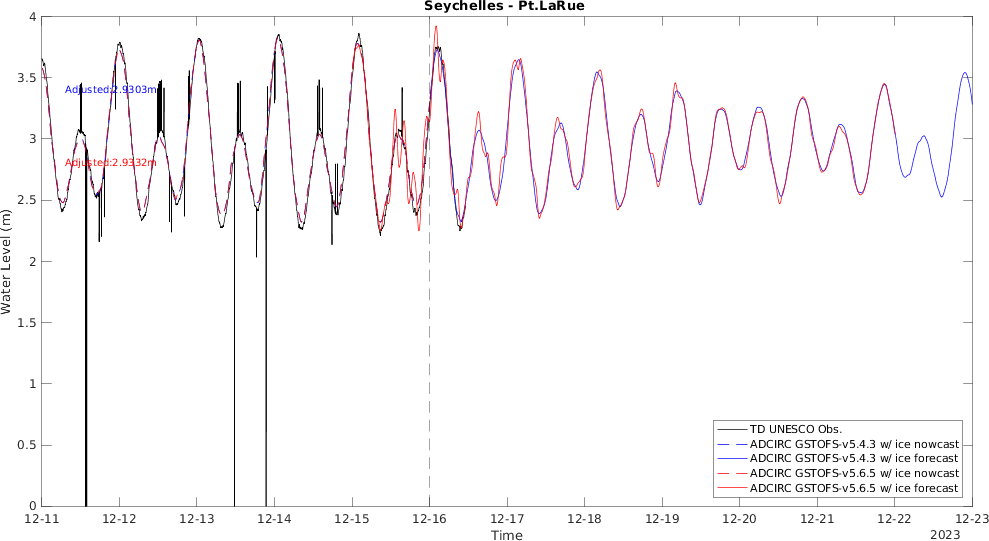 Seychelles - Pt.LaRue
Water Level (m)
4
3.5
3
2.5
2
1.5
1
0.5
0
Adjusted:2.9303m
Adjusted:2.9332m
TD UNESCO Obs.
ADCIRC GSTOFS-v5.4.3 w/ ice nowcast
ADCIRC GSTOFS-v5.4.3 w/ ice forecast
ADCIRC GSTOFS-v5.6.5 w/ ice nowcast
ADCIRC GSTOFS-v5.6.5 w/ ice forecast
12-11 12-12 12-13 12-14 12-15 12-16 12-17 12-18 12-19 12-20 12-21 12-22 12-23
Time
2023